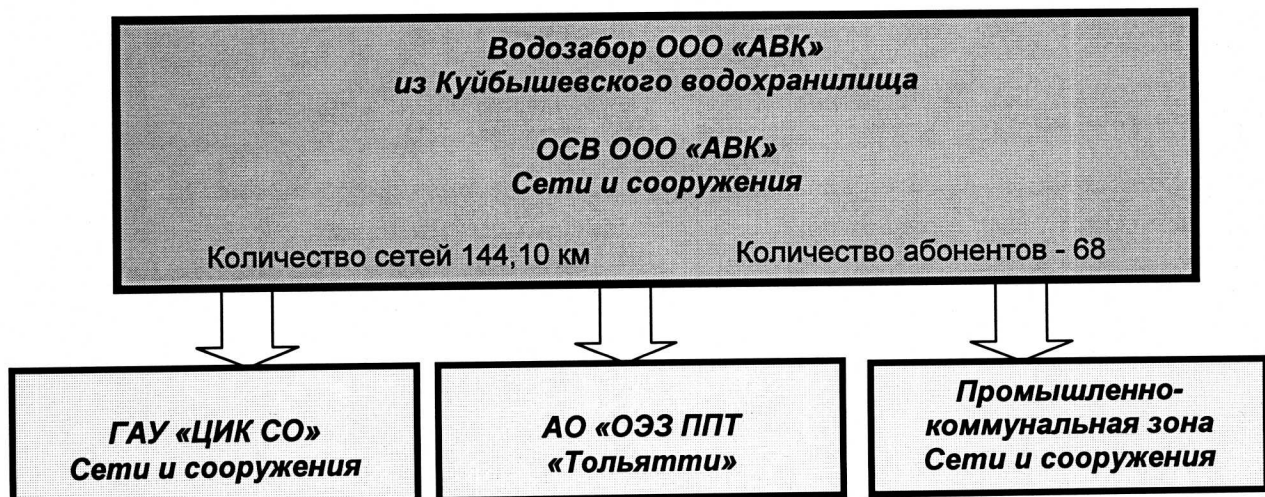 Водозабор ООО «АВК»
из Куйбышевского водохранилища
ОСВ ООО «АВК»
Сети и сооружения
Количество сетей 144,10 км
Количество абонентов - 68
ГАУ «ЦИК СО»
Сети и сооружения
АО «ОЭЗ ППТ
«Тольятти»
Промышленно-
коммунальная зона
Сети и сооружения